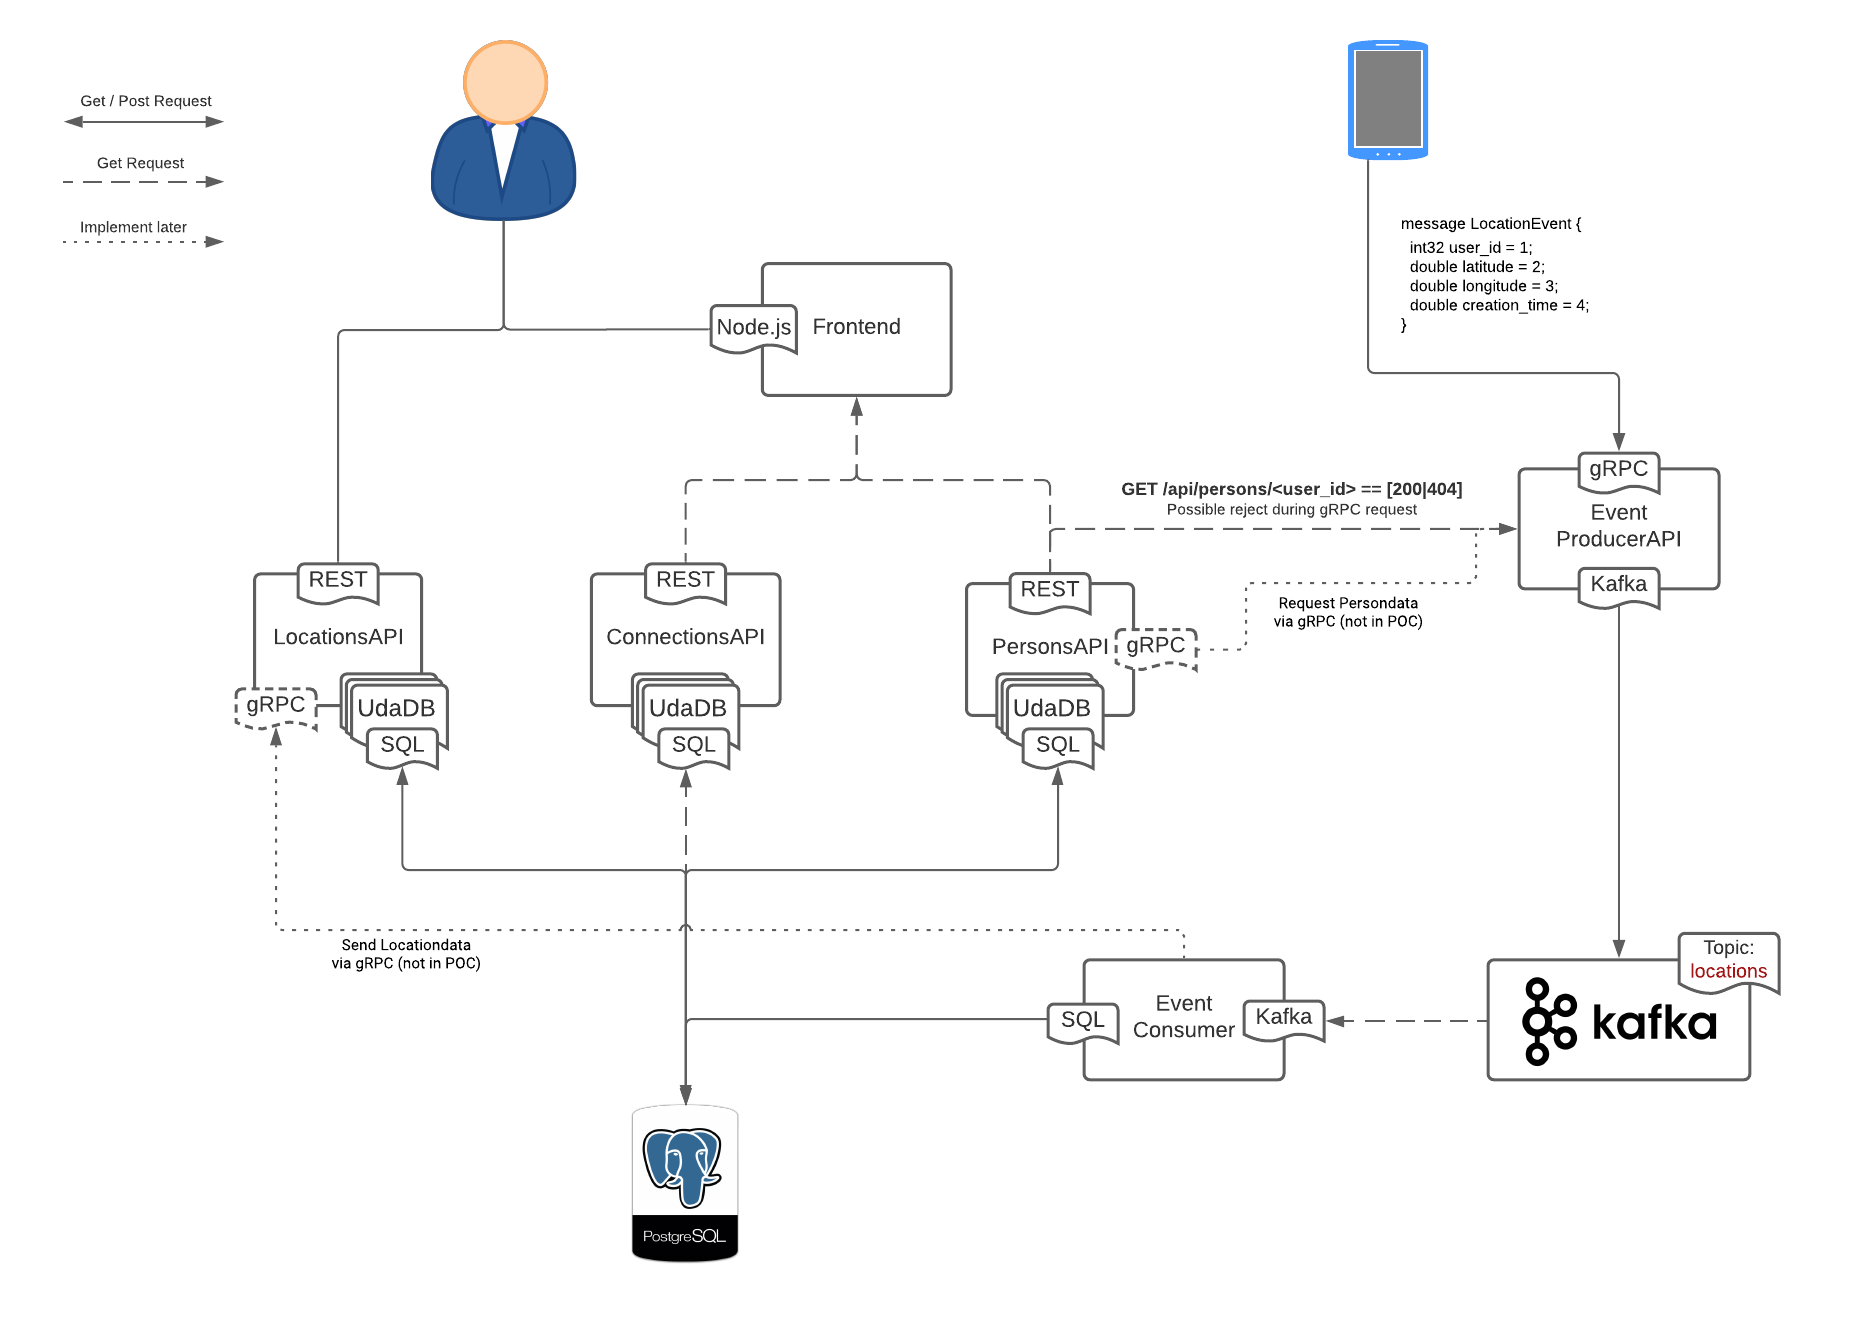 Get / Post Request
Get Request
Implement later
message LocationEvent {
int32 user_id = 1;
double latitude = 2;
double longitude = 3;
double creation_time = 4;
}
Node.js
Frontend
gRPC
Event
ProducerAPI
Kafka
GET /api/persons/<user_id> == [200|404]
Possible reject during gRPC request
Request Persondata
via gRPC (not in POC)
REST
LocationsAPI
gRPC
UdaDB
SQL
REST
ConnectionsAPI
UdaDB
SQL
REST
PersonsAPI
gRPC
UdaDB
SQL
Send Locationdata
via gRPC (not in POC)
SQL
Event
Consumer
Kafka
Topic:
locations
kafka
PostgreSQL